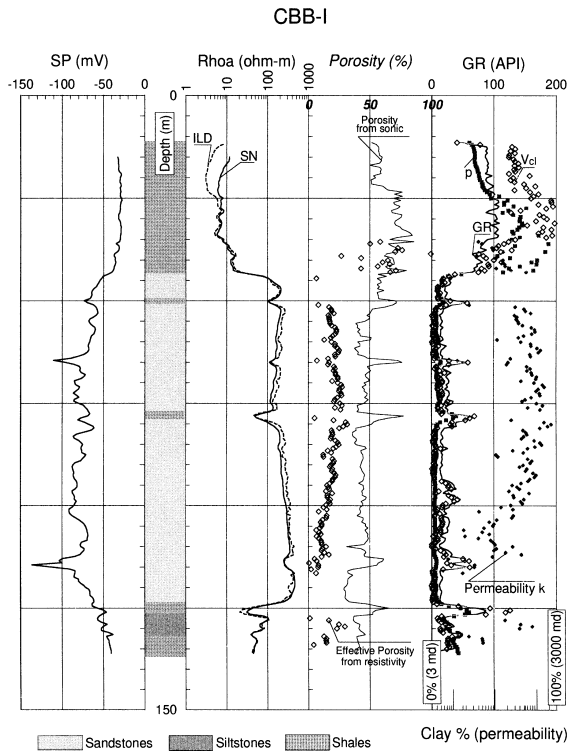 CBB-I
SP (mV)
Rhoa (ohm-m)
Porosity (%)
GR (API)
-150 -100 -50 0
0
1 10 100 1000
0 50 100
0 100 200
Depth (m)
ILD
SN
Porosity
from sonic
p
Vcl
GR
Permeability k
Effective Porosity
from resistivity
0% (3 md)
100% (3000 md)
150
Sandstones
Siltstones
Shales
Clay % (permeability)